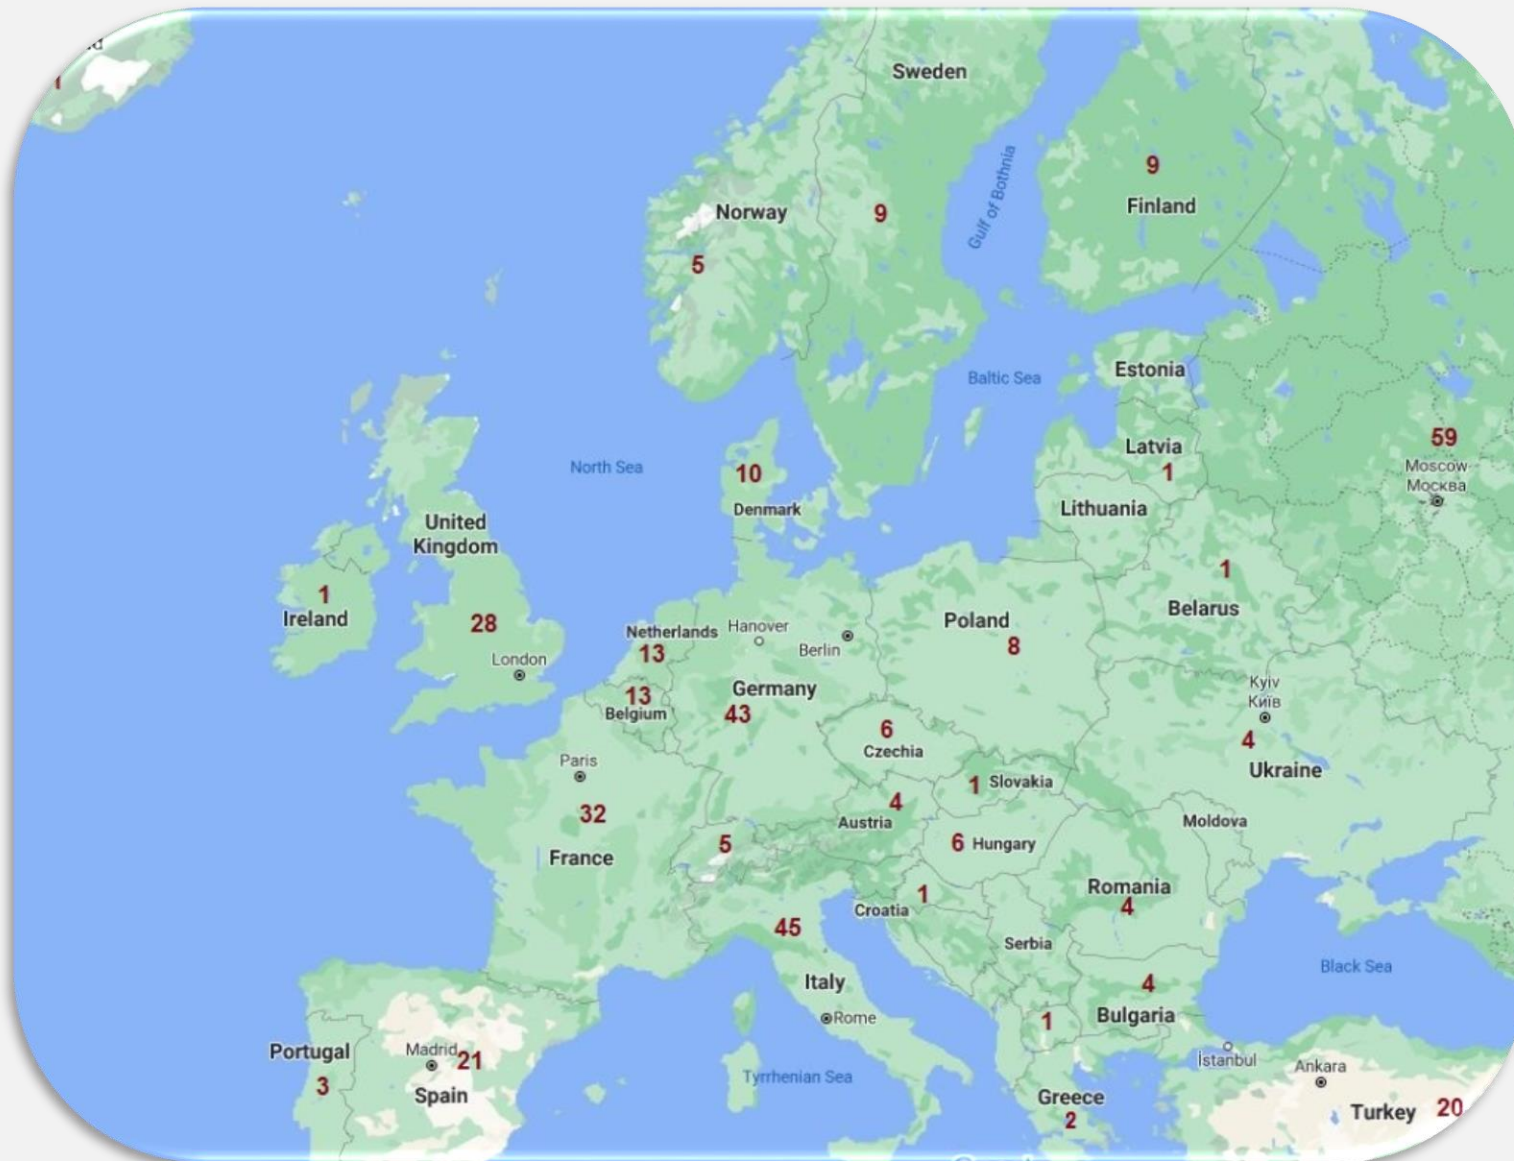 Sweden
9
Finland
Norway
9
5
Gulf of Bothnia
Estonia
Baltic Sea
59
Latvia
1
Moscow
Москва
North Sea
10
Denmark
Lithuania
United
Kingdom
1
1
Ireland
Belarus
28
Netherlands
Hanover
Poland
13
Berlin
8
London
13
Belgium
Germany
43
Kyiv
Київ
6
Czechia
4
Ukraine
Paris
1 Slovakia
4
Austria
32
Moldova
5
6 Hungary
France
Romania
4
1
Croatia
45
Serbia
Italy
Black Sea
4
Bulgaria
1
Rome
Portugal
3
Madrid
21
Spain
İstanbul
Ankara
Tyrrhenian Sea
Greece
2
Turkey 20